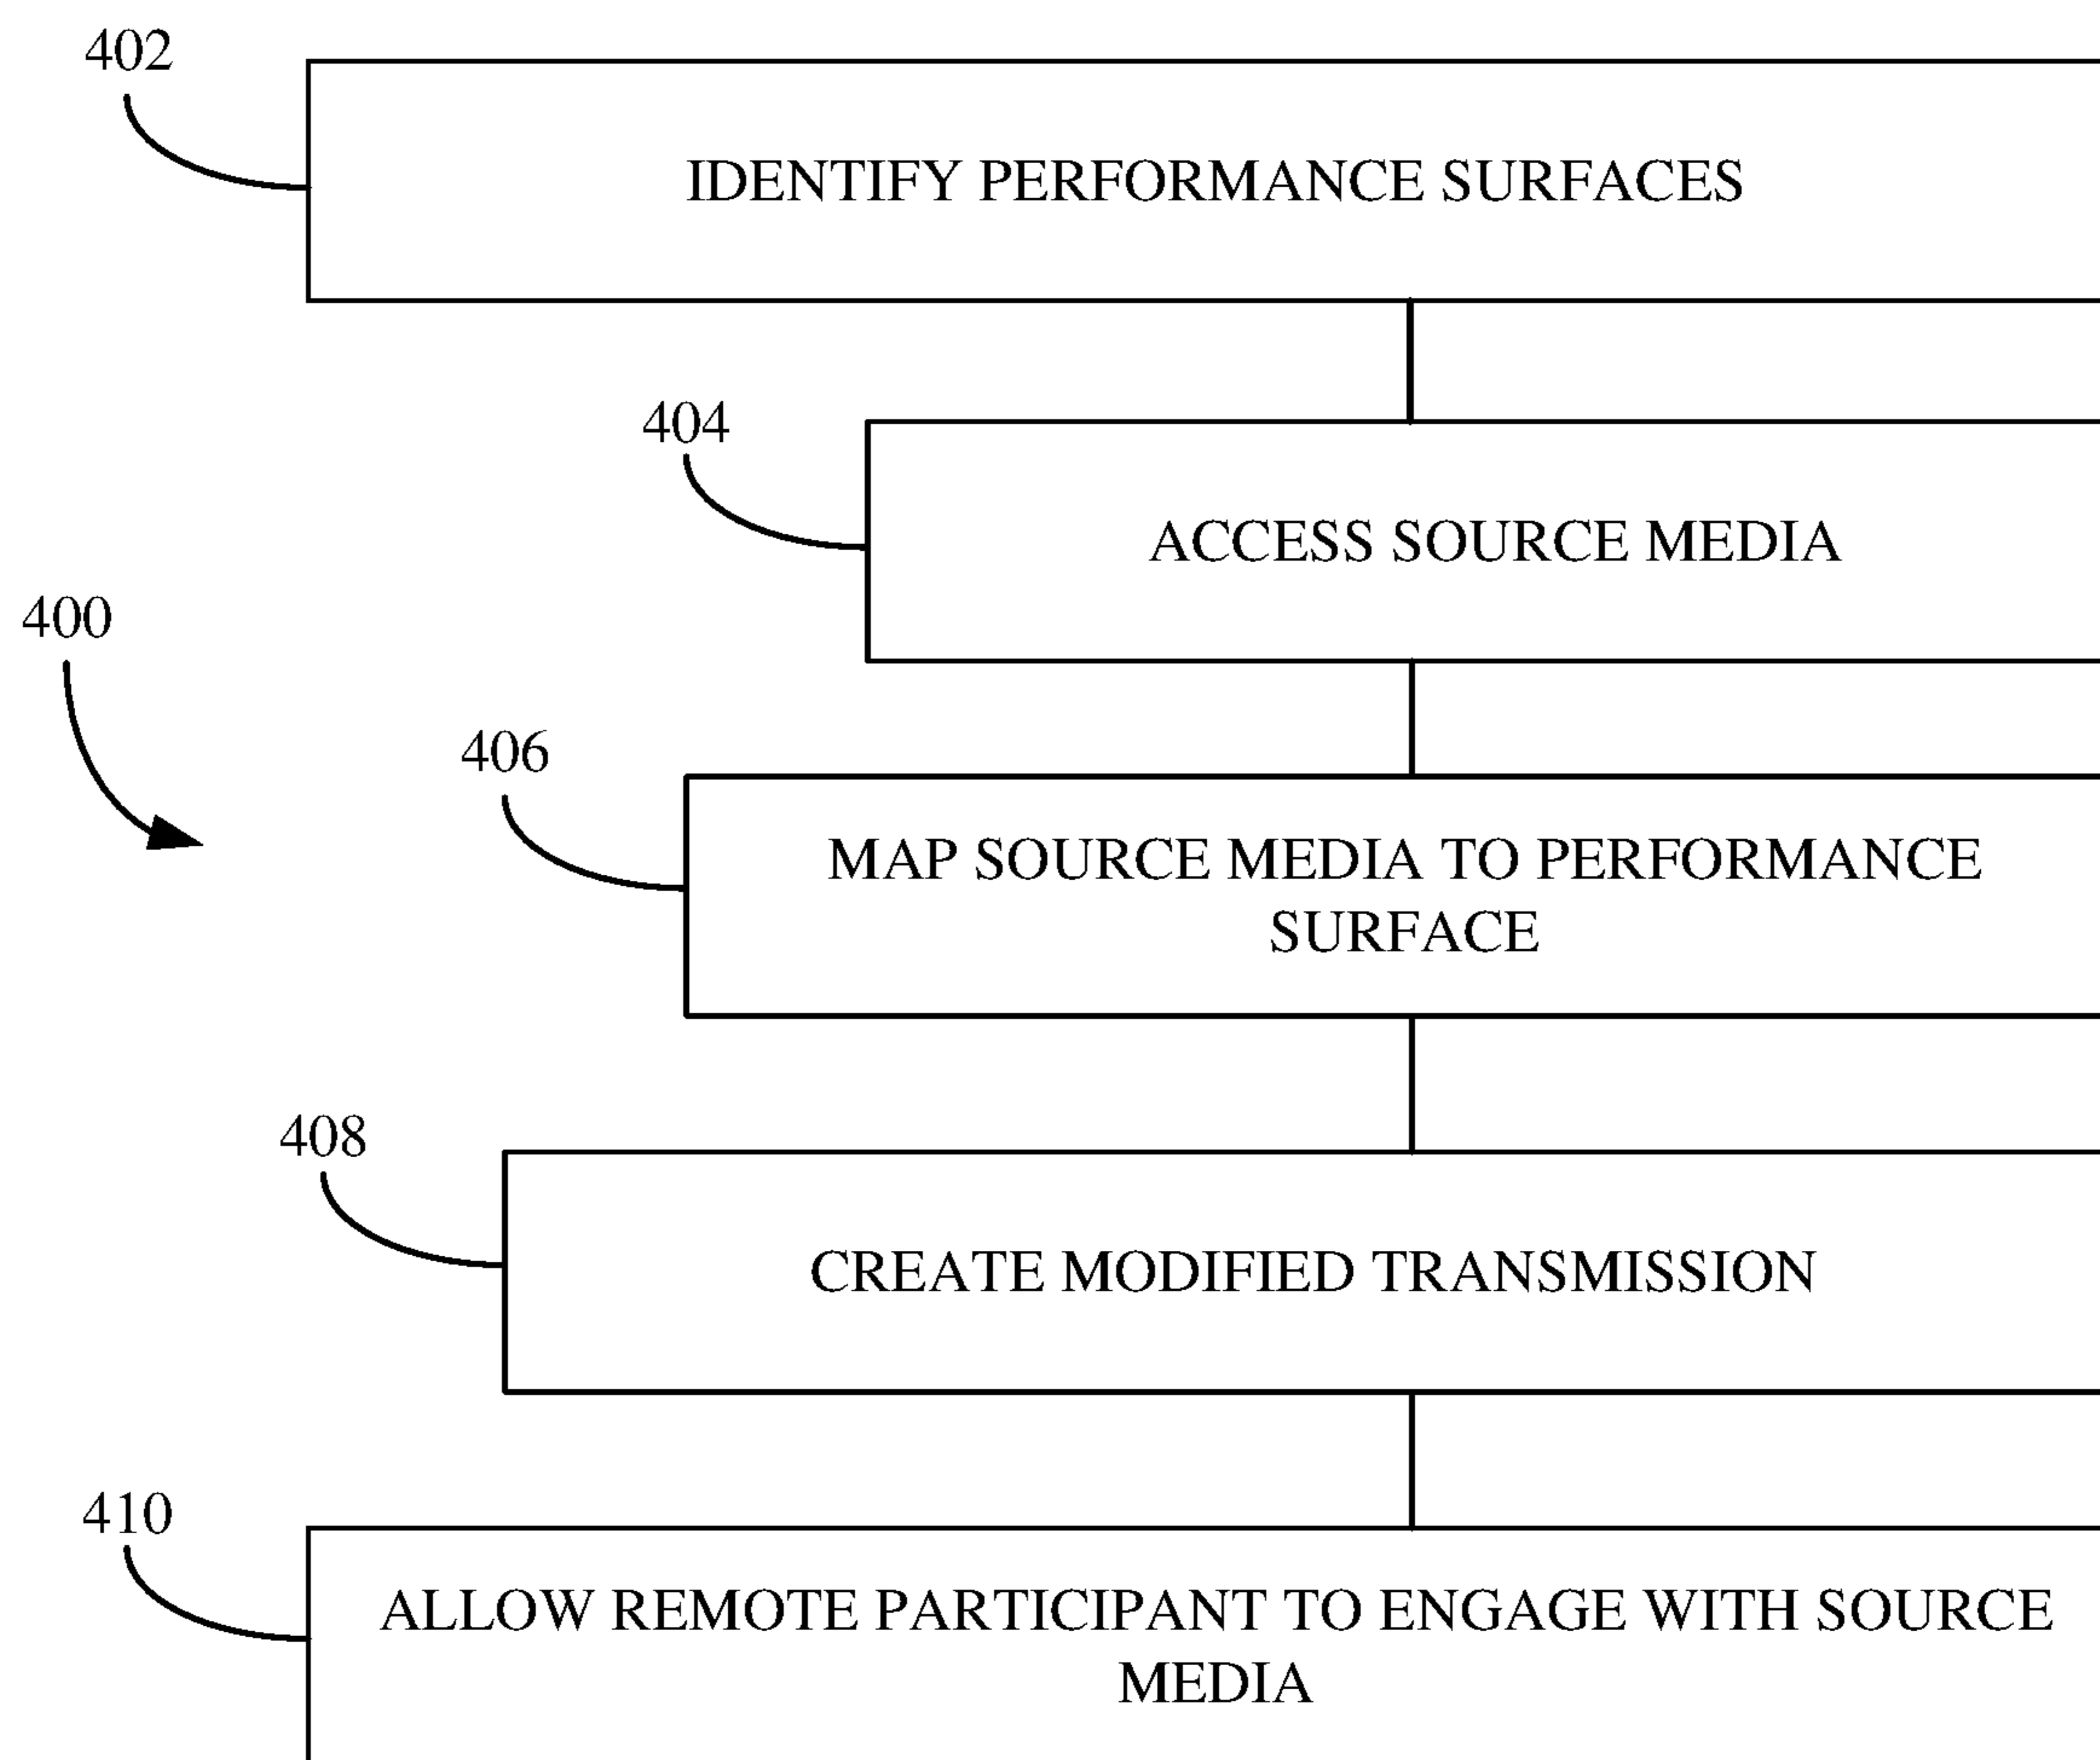 402
IDENTIFY PERFORMANCE SURFACES
404
ACCESS SOURCE MEDIA
400
406
MAP SOURCE MEDIA TO PERFORMANCE
SURFACE
408
CREATE MODIFIED TRANSMISSION
410
ALLOW REMOTE PARTICIPANT TO ENGAGE WITH SOURCE
MEDIA